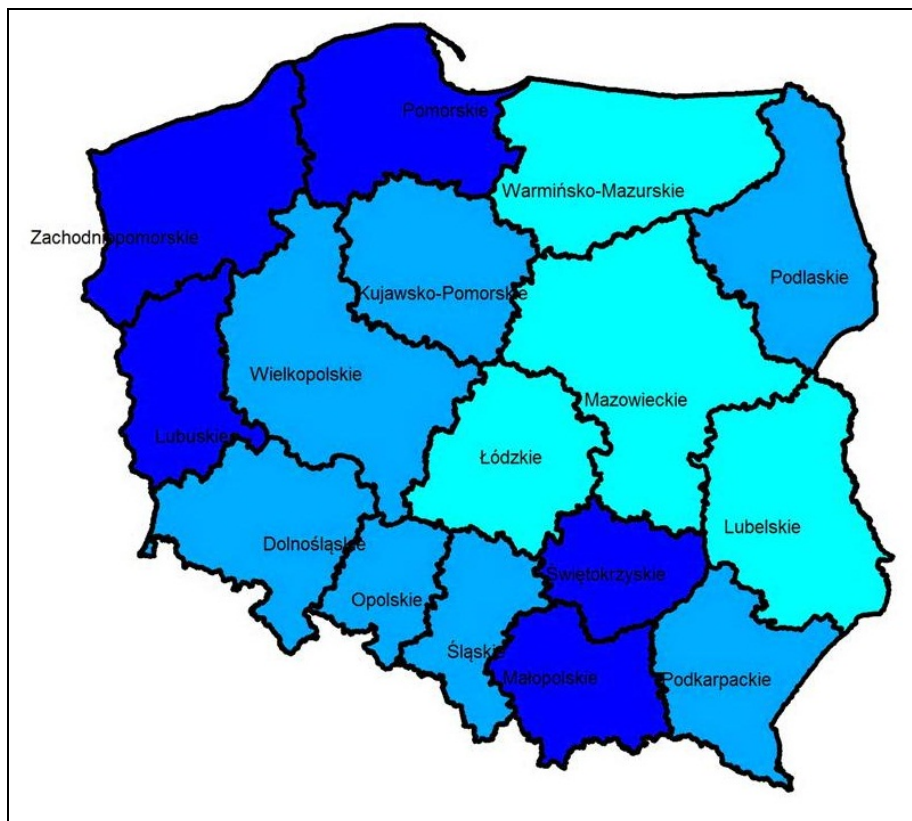 Pomorskie
Warmińsko-Mazurskie
Zachodniopomorskie
Podlaskie
Kujawsko-Pomorskie
Wielkopolskie
Mazowieckie
Lubuskie
Łódzkie
Lubelskie
Dolnośląskie
Świętokrzyskie
Opolskie
Śląskie
Małopolskie
Podkarpackie